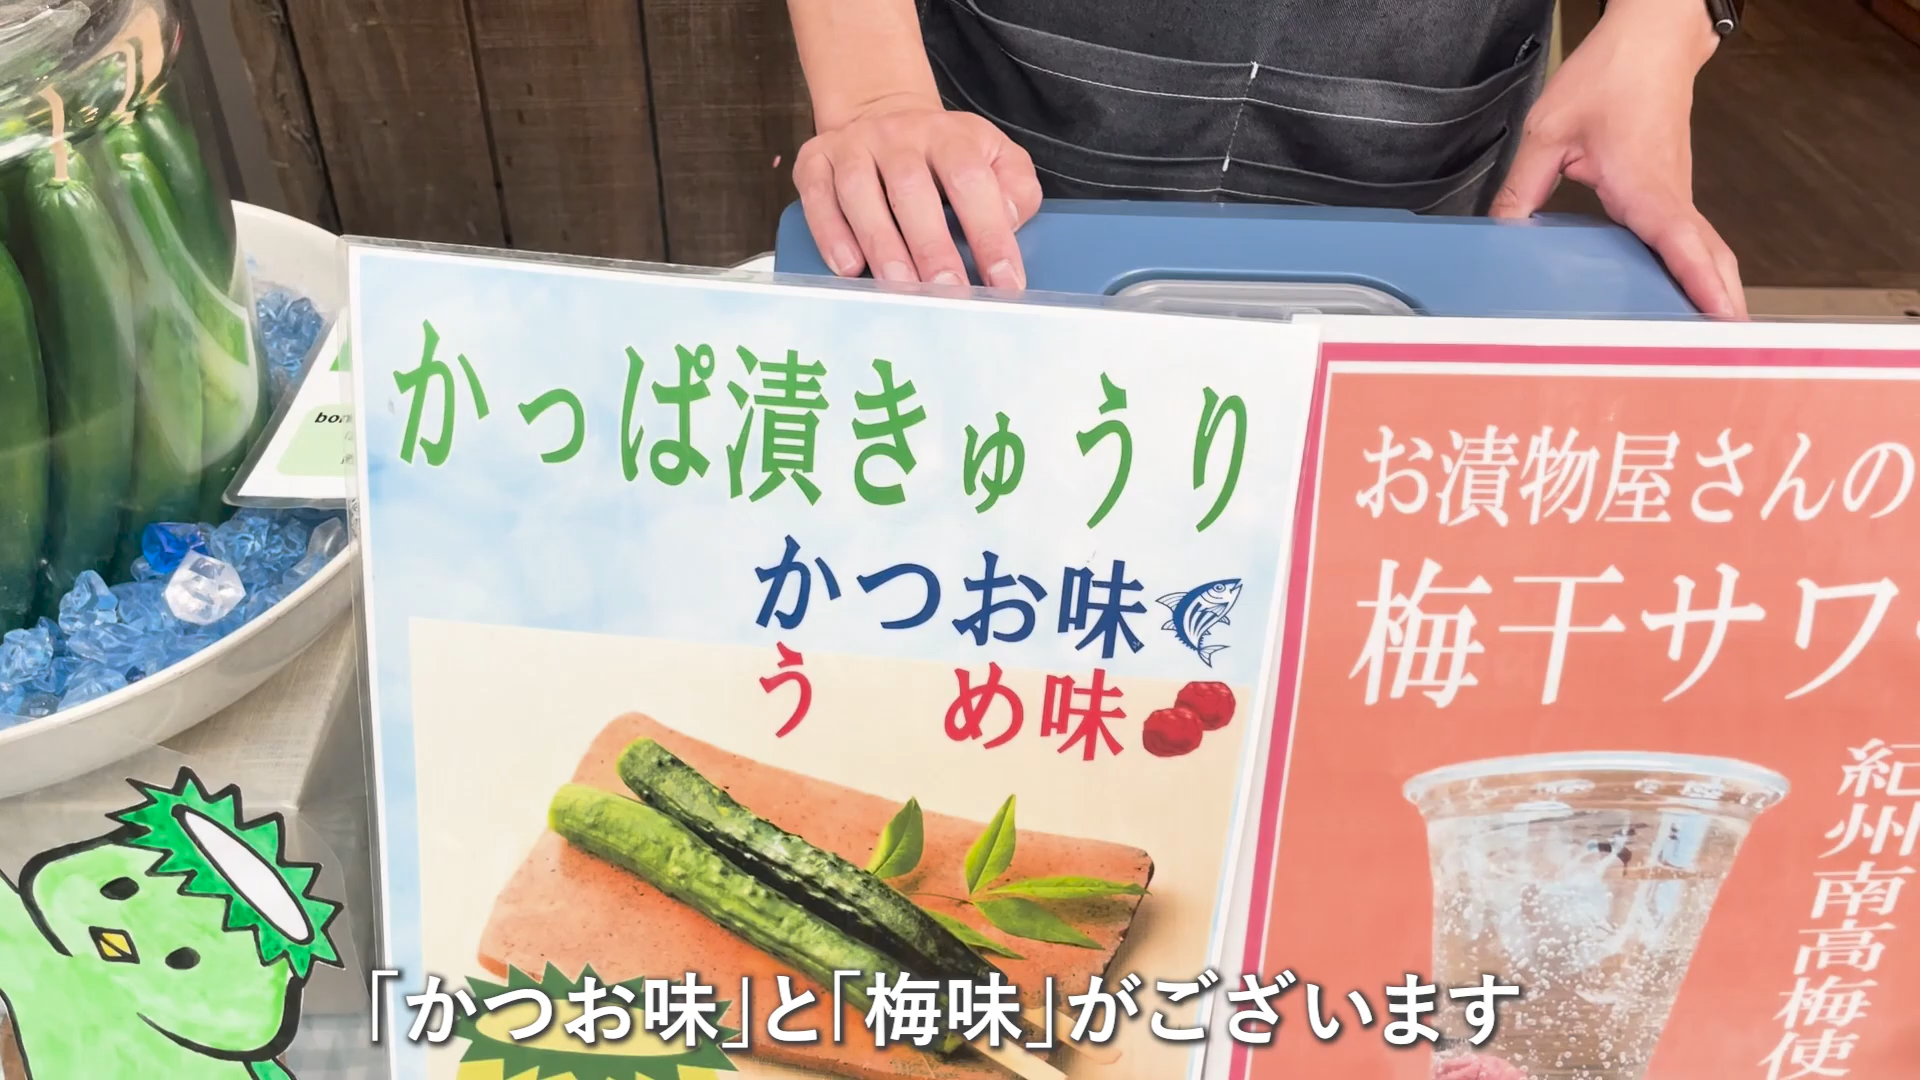 かっぱ漬きゅうり
かつお味
うめ味
お漬物屋さんの
梅干サワ
紀州南高梅使
「かつお味」と「梅味」がございます